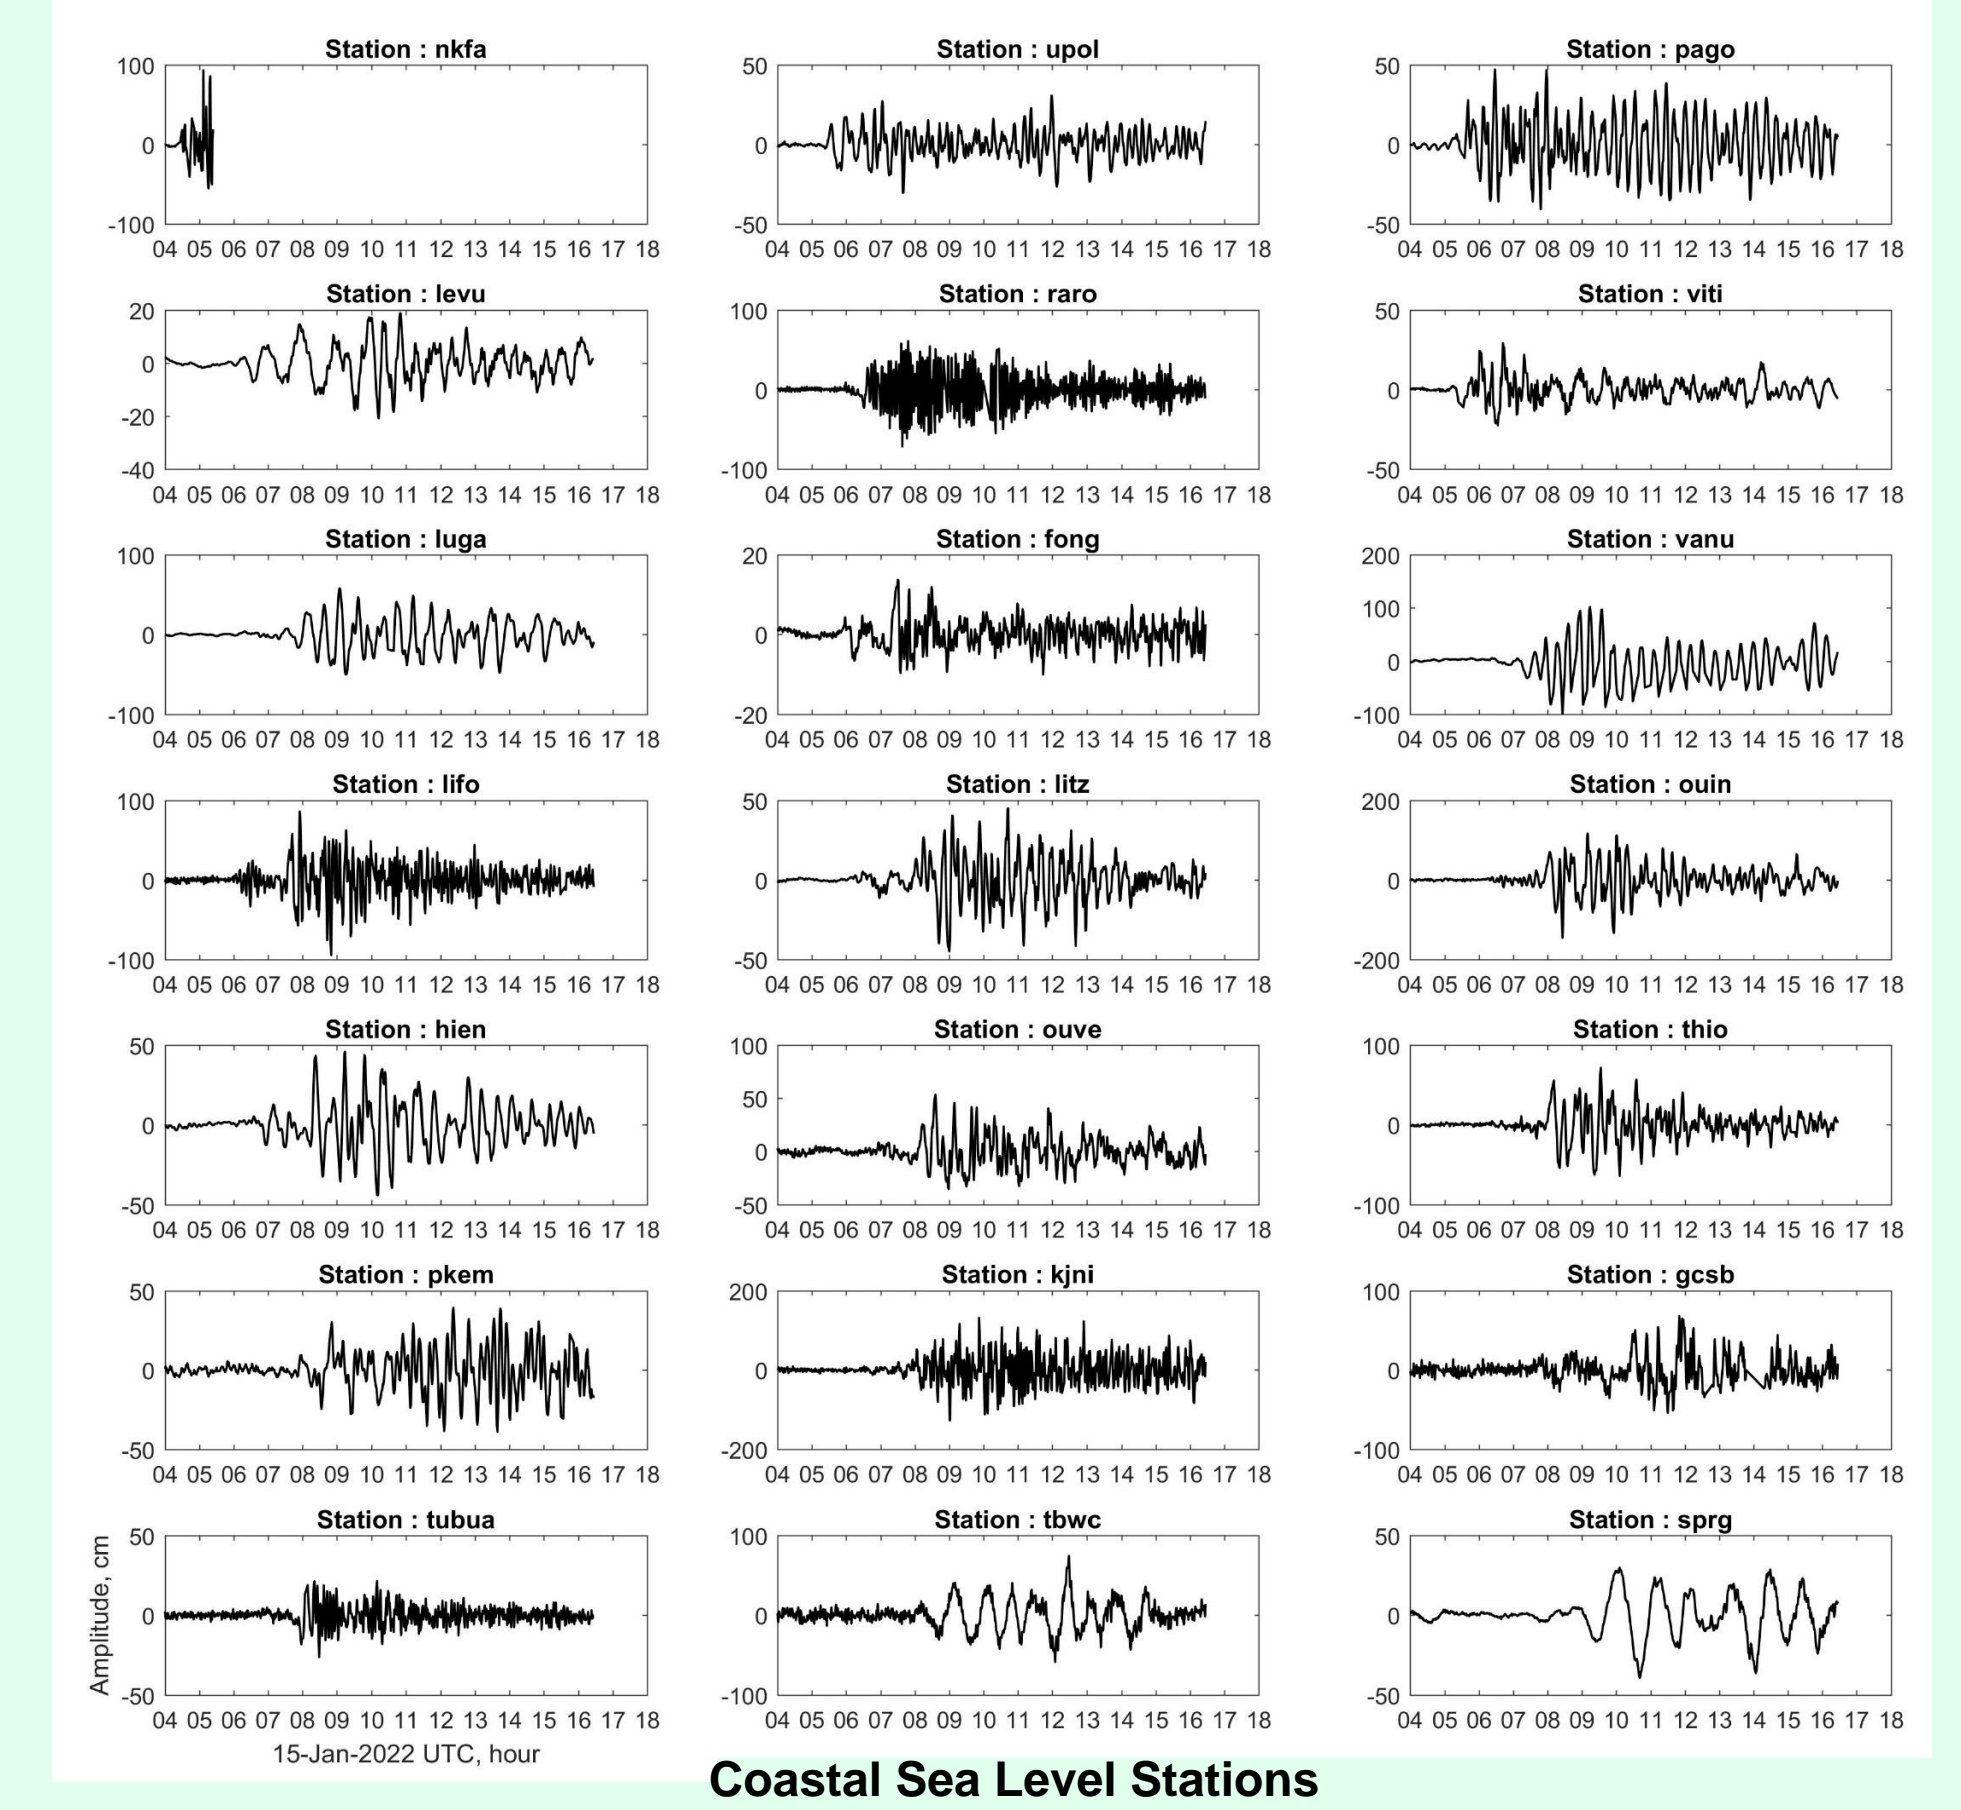 Station : nkfa
100
0
-100
04 05 06 07 08 09 10 11 12 13 14 15 16 17 18
Station : upol
50
0
-50
04 05 06 07 08 09 10 11 12 13 14 15 16 17 18
Station : pago
50
0
-50
04 05 06 07 08 09 10 11 12 13 14 15 16 17 18
Station : levu
20
0
-20
-40
04 05 06 07 08 09 10 11 12 13 14 15 16 17 18
Station : raro
100
0
-100
04 05 06 07 08 09 10 11 12 13 14 15 16 17 18
Station : viti
50
0
-50
04 05 06 07 08 09 10 11 12 13 14 15 16 17 18
Station : luga
100
0
-100
04 05 06 07 08 09 10 11 12 13 14 15 16 17 18
Station : fong
20
0
-20
04 05 06 07 08 09 10 11 12 13 14 15 16 17 18
Station : vanu
200
100
0
-100
04 05 06 07 08 09 10 11 12 13 14 15 16 17 18
Station : lifo
100
0
-100
04 05 06 07 08 09 10 11 12 13 14 15 16 17 18
Station : litz
50
0
-50
04 05 06 07 08 09 10 11 12 13 14 15 16 17 18
Station : ouin
200
0
-200
04 05 06 07 08 09 10 11 12 13 14 15 16 17 18
Station : hien
50
0
-50
04 05 06 07 08 09 10 11 12 13 14 15 16 17 18
Station : ouve
100
50
0
-50
04 05 06 07 08 09 10 11 12 13 14 15 16 17 18
Station : thio
100
0
-100
04 05 06 07 08 09 10 11 12 13 14 15 16 17 18
Station : pkem
50
0
-50
04 05 06 07 08 09 10 11 12 13 14 15 16 17 18
Station : kjni
200
0
-200
04 05 06 07 08 09 10 11 12 13 14 15 16 17 18
Station : gcsb
100
0
-100
04 05 06 07 08 09 10 11 12 13 14 15 16 17 18
Station : tubua
Amplitude, cm
50
0
-50
04 05 06 07 08 09 10 11 12 13 14 15 16 17 18
15-Jan-2022 UTC, hour
Station : tbwc
100
0
-100
04 05 06 07 08 09 10 11 12 13 14 15 16 17 18
Station : sprg
50
0
-50
04 05 06 07 08 09 10 11 12 13 14 15 16 17 18
Coastal Sea Level Stations